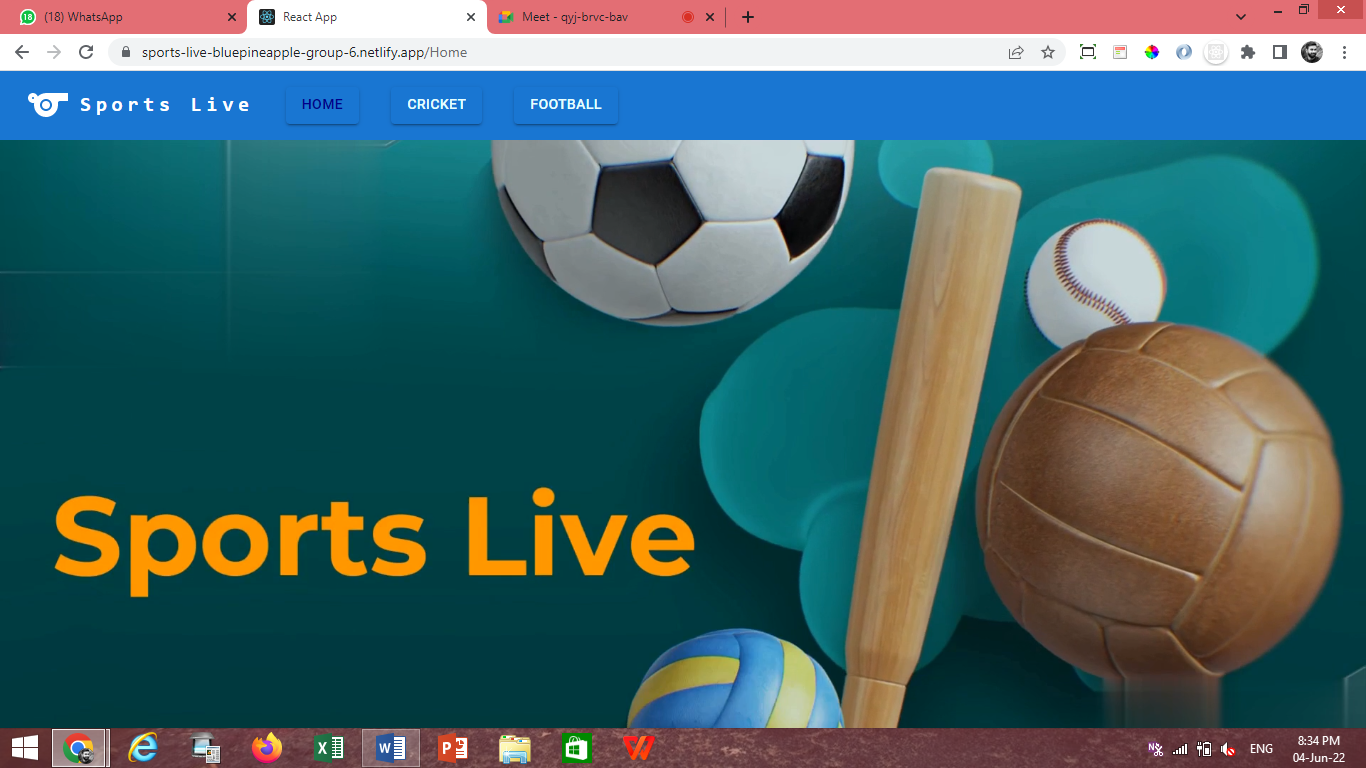 (18) WhatsApp
React App
Meet - qyj-brvc-bav
sports-live-bluepineapple-group-6.netlify.app/Home
Sports Live
HOME
CRICKET
FOOTBALL
Sports Live
ENG
8:34 PM
04-Jun-22